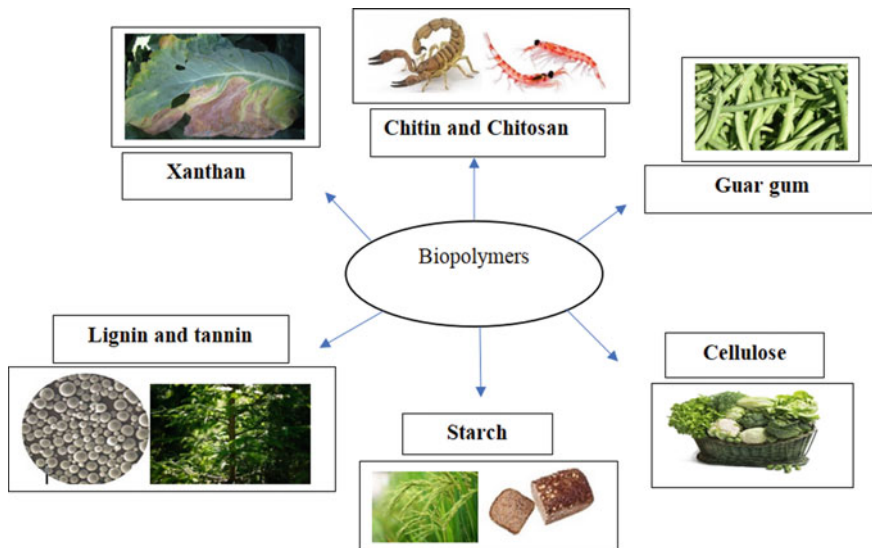 Chitin and Chitosan
Xanthan
Guar gum
Biopolymers
Lignin and tannin
Cellulose
Starch